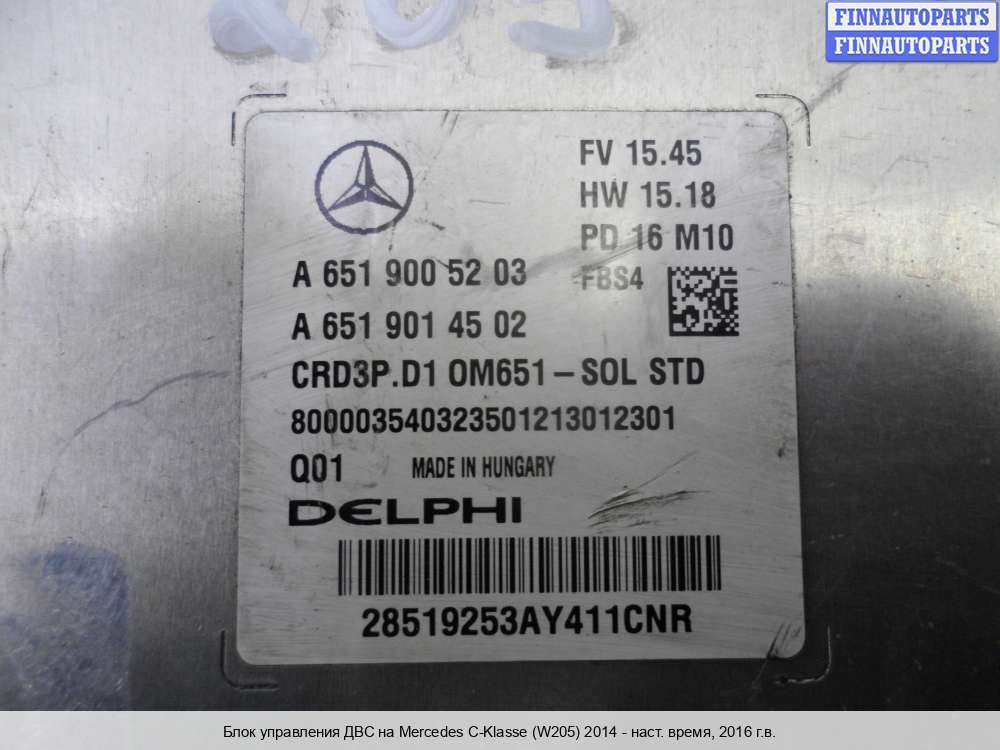 205
FINNAUTOPARTS
FINNAUTOPARTS
FV 15.45
HW 15.18
PD 16 M10
A 651 900 52 03
FBS4
A 651 901 45 02
CRD3P.D1 OM651-SOL STD
800003540323501213012301
Q01 MADE IN HUNGARY
DELPHI
28519253AY411CNR
Блок управления ДВС на Mercedes C-Klasse (W205) 2014 - наст. время, 2016 г.в.